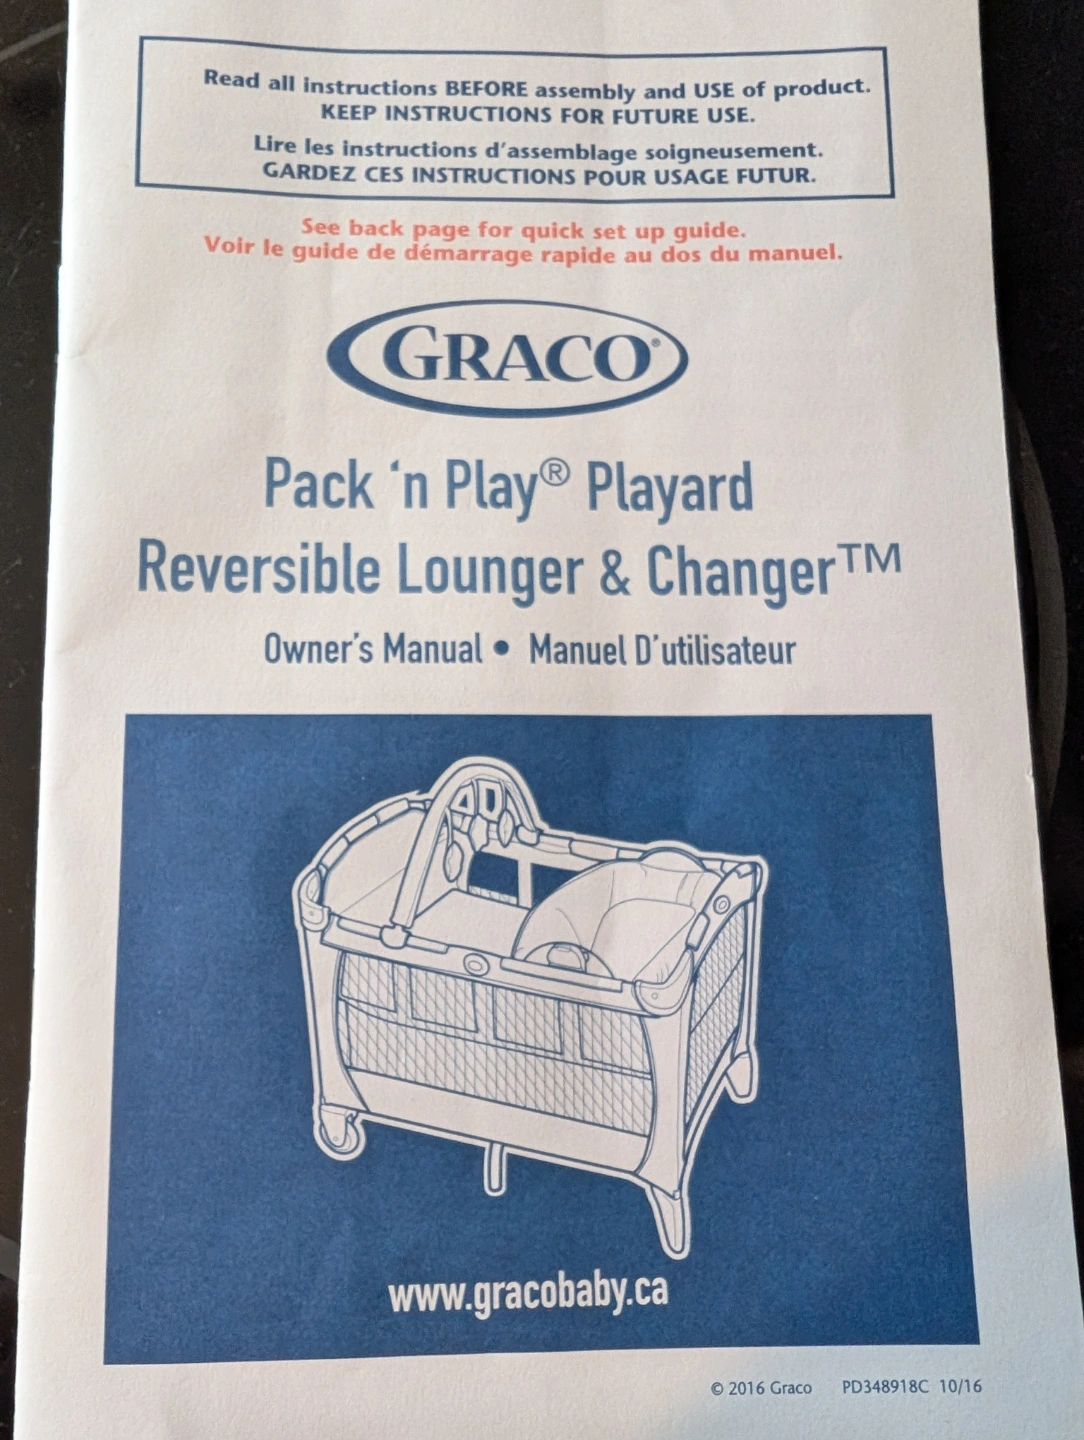 Read all instructions BEFORE assembly and USE of product.
KEEP INSTRUCTIONS FOR FUTURE USE.
Lire les instructions d'assemblage soigneusement.
GARDEZ CES INSTRUCTIONS POUR USAGE FUTUR.
See back page for quick set up guide.
Voir le guide de démarrage rapide au dos du manuel.
GRACO®
Pack 'n Play® Playard
Reversible Lounger & Changer™
Owner's Manual • Manuel D'utilisateur
www.gracobaby.ca
© 2016 Graco PD348918C 10/16